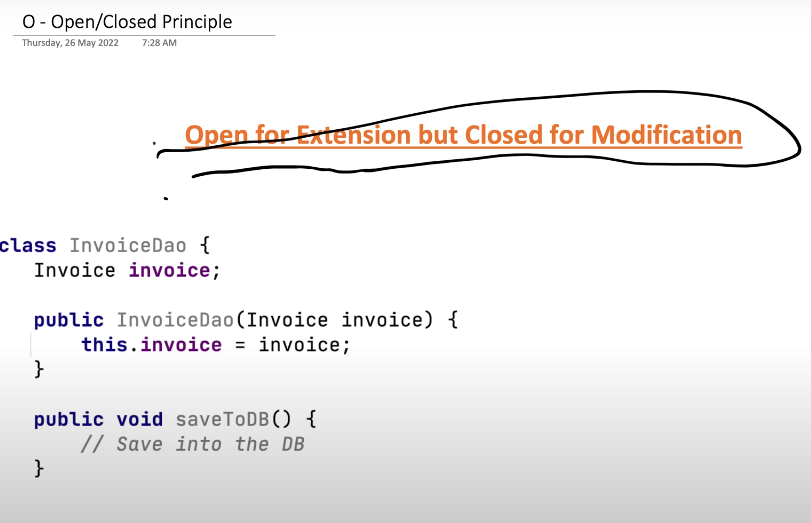 O - Open/Closed Principle
Thursday, 26 May 2022 7:28 AM
Open for Extension but Closed for Modification
class InvoiceDao {
Invoice invoice;
public InvoiceDao(Invoice invoice) {
this.invoice = invoice;
}
public void saveToDB() {
// Save into the DB
}